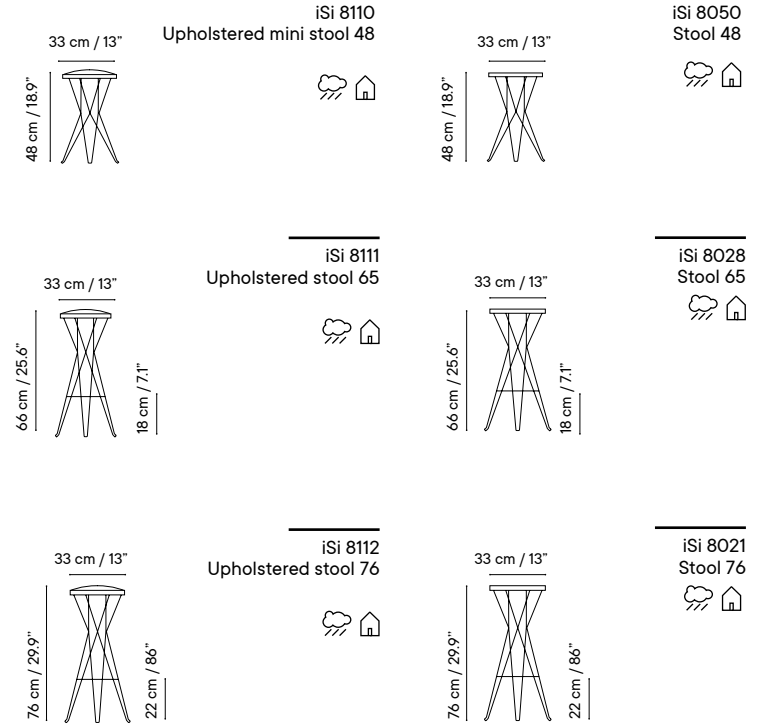 iSi 8110
Upholstered mini stool 48
33 cm / 13”
48 cm / 18.9”
iSi 8050
Stool 48
33 cm / 13”
48 cm / 18.9”
iSi 8111
Upholstered stool 65
33 cm / 13”
66 cm / 25.6”
18 cm / 7.1”
iSi 8028
Stool 65
33 cm / 13”
66 cm / 25.6”
18 cm / 7.1”
iSi 8112
Upholstered stool 76
33 cm / 13”
76 cm / 29.9”
22 cm / 86”
iSi 8021
Stool 76
33 cm / 13”
76 cm / 29.9”
22 cm / 86”